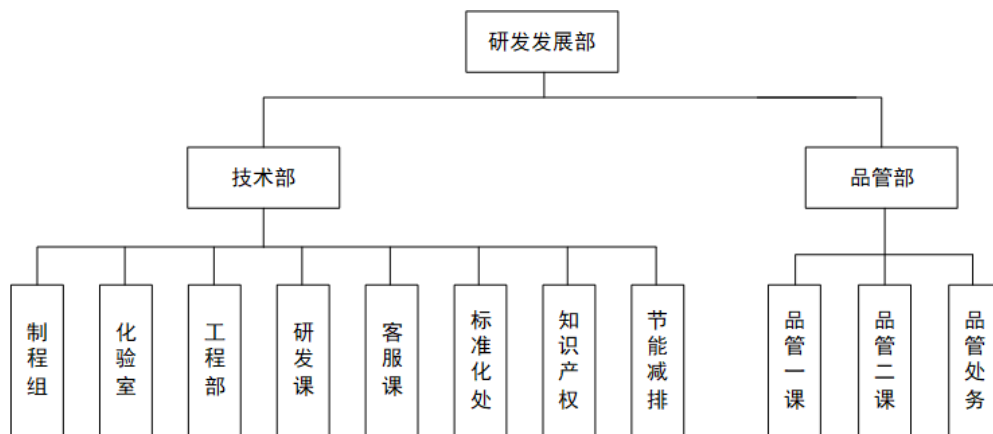 研发发展部
技术部
品管部
制程组
化验室
工程部
研发课
客服课
标准化处
知识产权
节能减排
品管一课
品管二课
品管处务